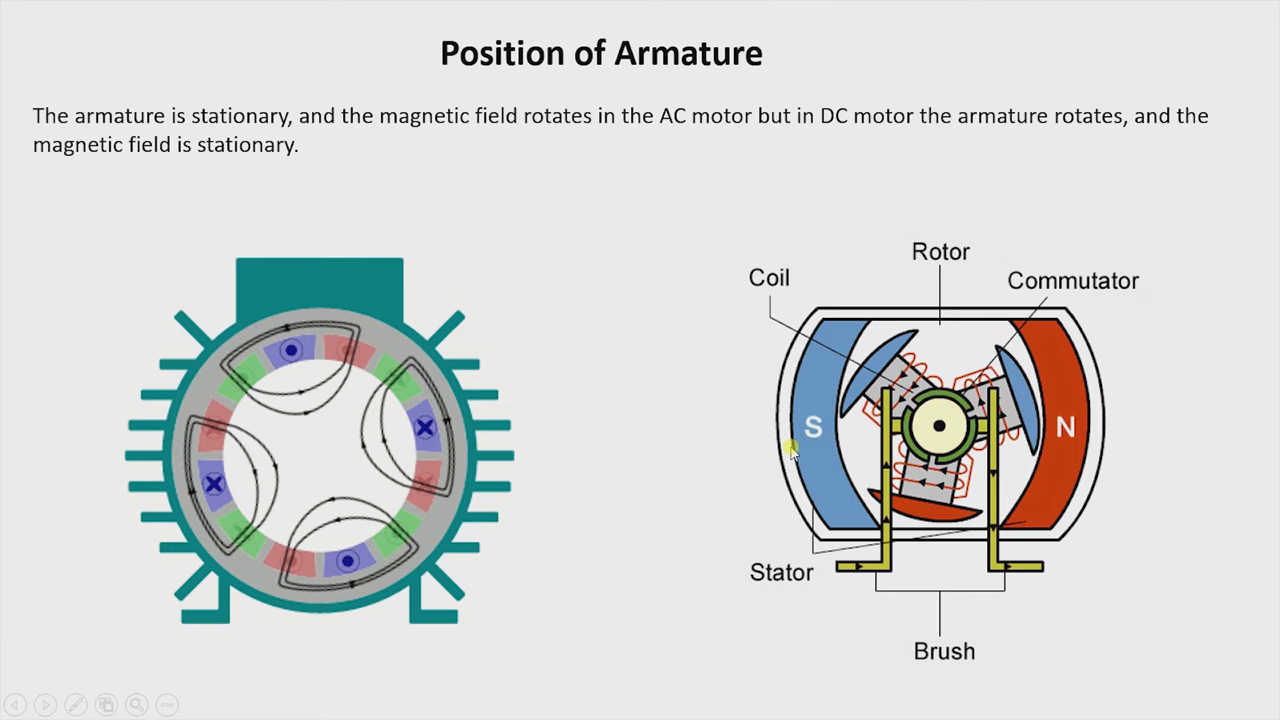 Position of Armature
The armature is stationary, and the magnetic field rotates in the AC motor but in DC motor the armature rotates, and the
magnetic field is stationary.
Rotor
Coil
Commutator
S
N
Stator
Brush